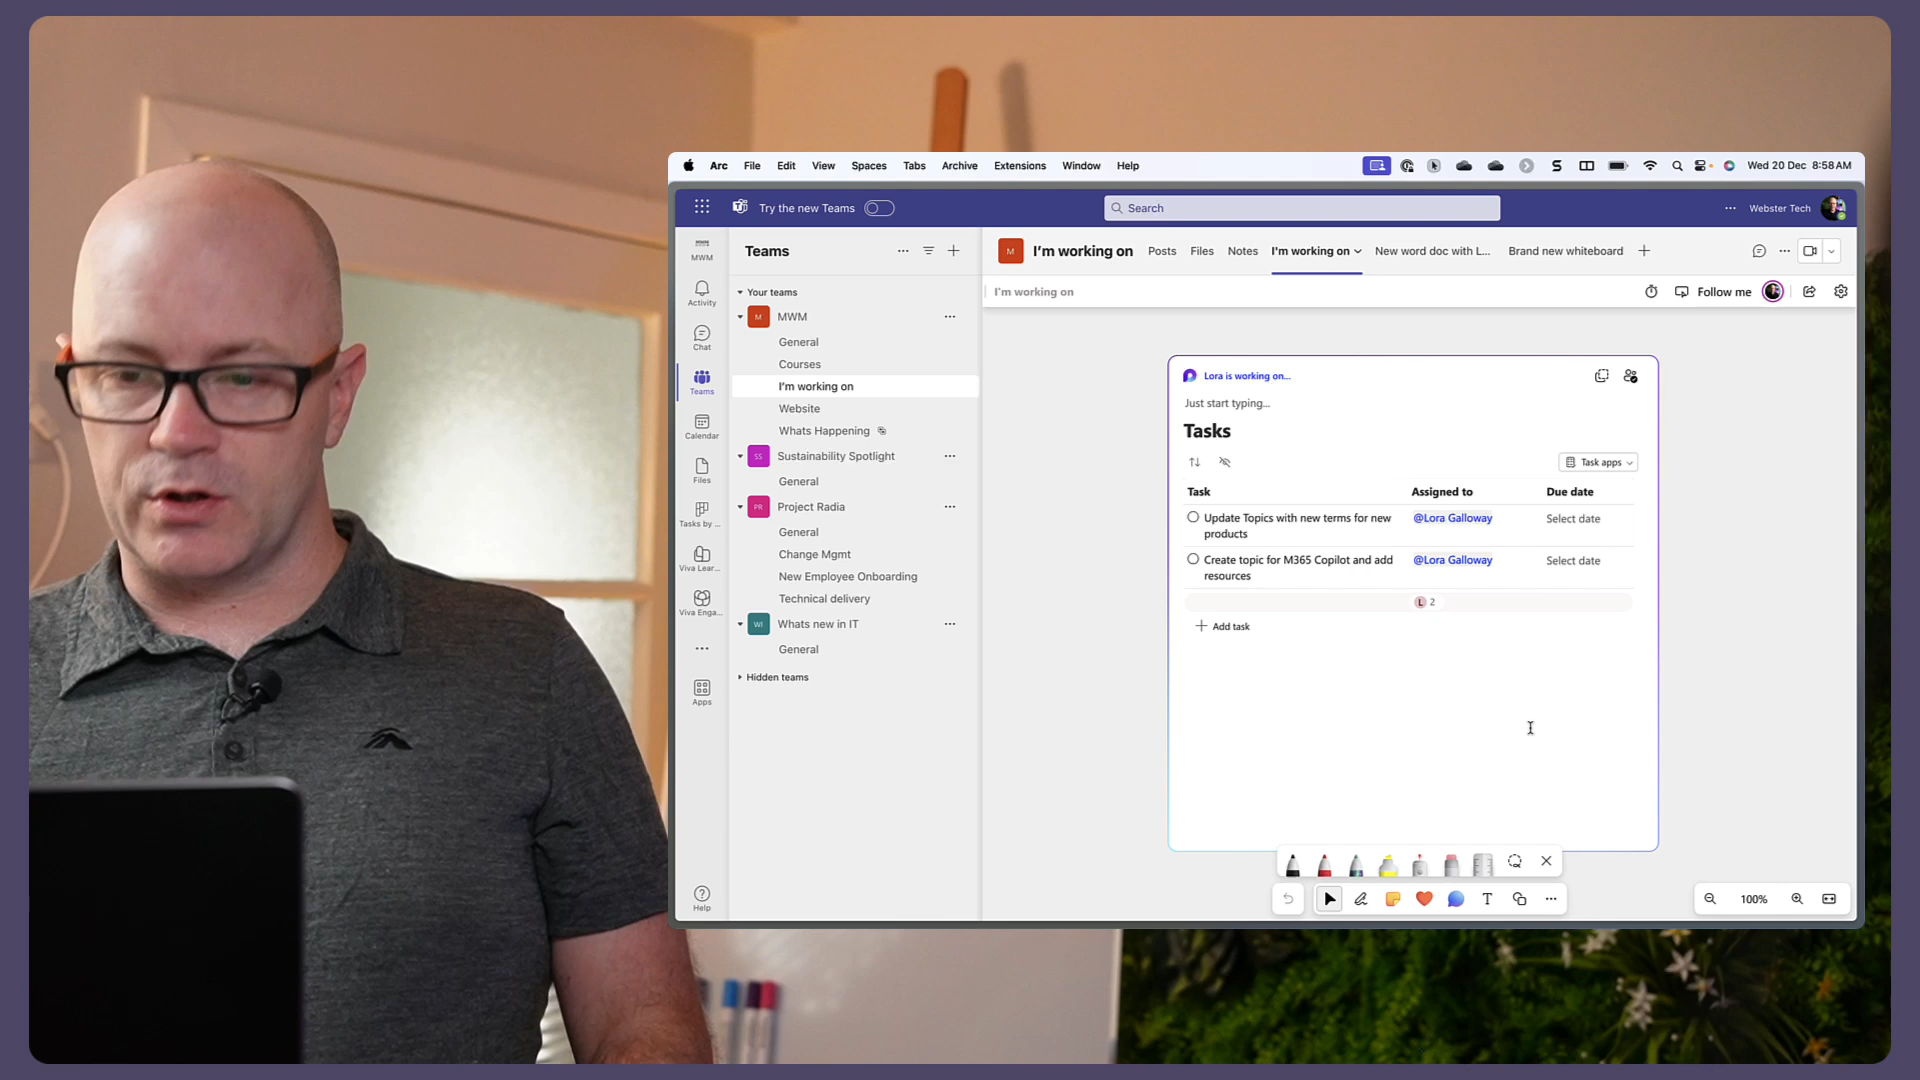 Arc File Edit View Spaces Tabs Archive Extensions Window Help
S Wed 20 Dec 8:58 AM
Try the new Teams
Search
Webster Tech
MWM
Activity
Chat
Teams
Calendar
Files
Tasks by ...
Viva Lear...
Viva Enga...
Apps
Help
Teams
Your teams
M MWM
General
Courses
I'm working on
Website
Whats Happening
SS Sustainability Spotlight
General
PR Project Radia
General
Change Mgmt
New Employee Onboarding
Technical delivery
WI Whats new in IT
General
Hidden teams
M I'm working on Posts Files Notes I'm working on New word doc with L... Brand new whiteboard
I'm working on
Follow me
Lora is working on...
Just start typing...
Tasks
Task apps
Task Assigned to Due date
Update Topics with new terms for new @Lora Galloway Select date
products
Create topic for M365 Copilot and add @Lora Galloway Select date
resources
L 2
Add task
T
100%